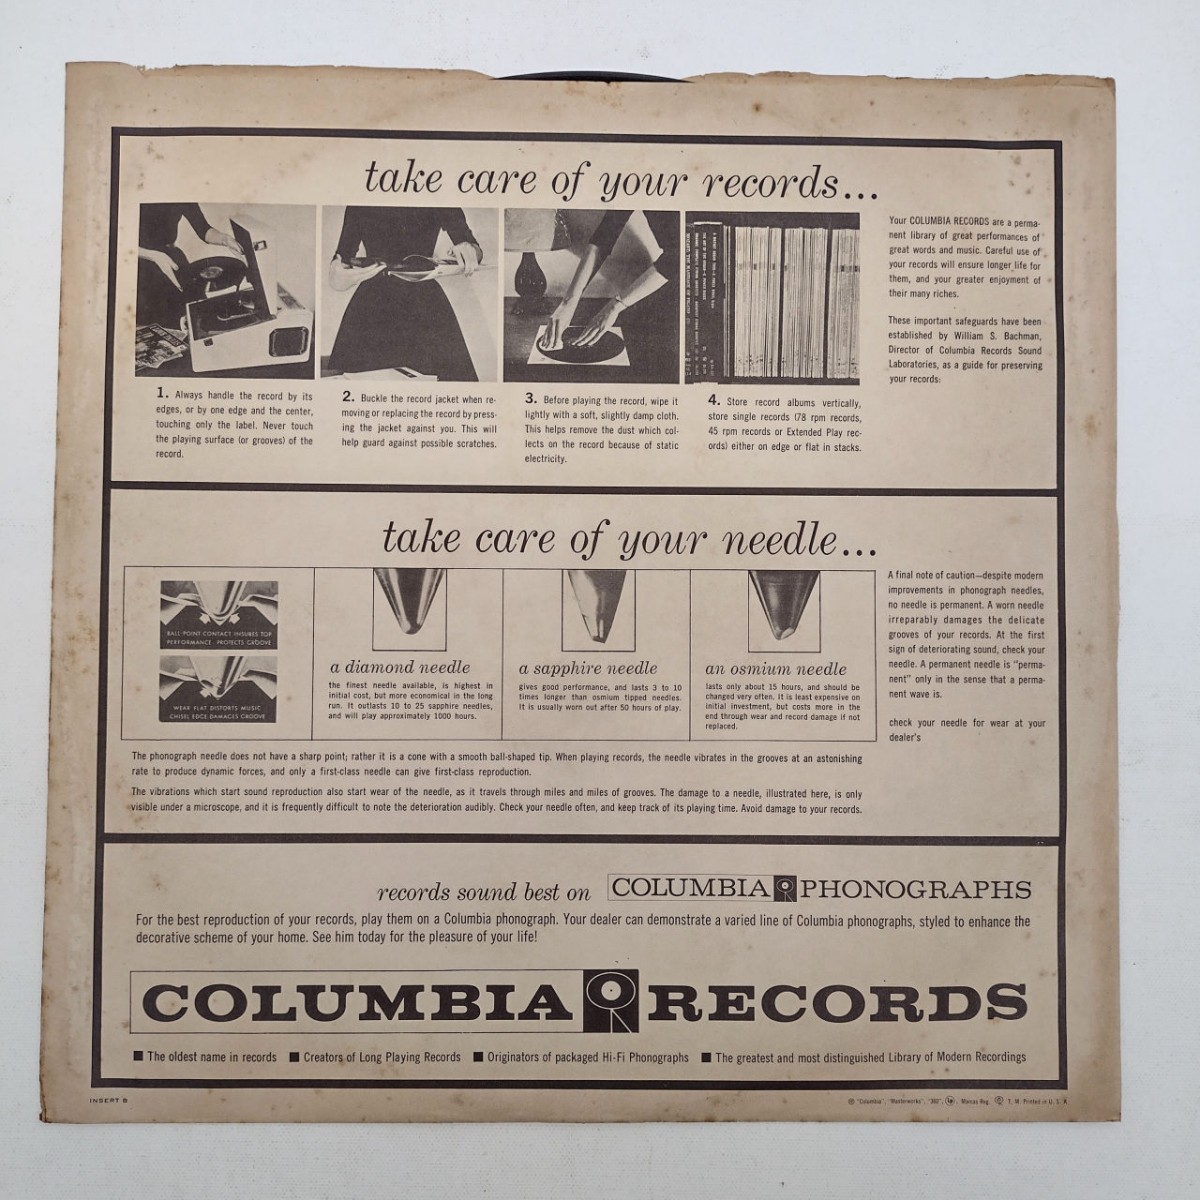 take care of your records...
Your COLUMBIA RECORDS are a perma-
nent library of great performances of
great words and music. Careful use of
your records will ensure longer life for
them, and your greater enjoyment of
their many riches.
These important safeguards have been
established by William S. Bachman,
Director of Columbia Records Sound
Laboratories, as a guide for preserving
your records:
1. Always handle the record by its
edges, or by one edge and the center,
touching only the label. Never touch
the playing surface (or grooves) of the
record.
2. Buckle the record jacket when re-
moving or replacing the record by press-
ing the jacket against you. This will
help guard against possible scratches.
3. Before playing the record, wipe it
lightly with a soft, slightly damp cloth.
This helps remove the dust which col-
lects on the record because of static
electricity.
4. Store record albums vertically,
store single records (78 rpm records,
45 rpm records or Extended Play rec-
ords) either on edge or flat in stacks.
take care of your needle...
BALL POINT CONTACT INSURES TOP
PERFORMANCE. PROTECTS GROOVE
WEAR FLAT DISTORTS MUSIC
CHISEL EDGE DAMAGES GROOVE
a diamond needle
the finest needle available, is highest in
initial cost, but more economical in the long
run. It outlasts 10 to 25 sapphire needles,
and will play approximately 1000 hours.
a sapphire needle
gives good performance, and lasts 3 to 10
times longer than osmium tipped needles.
It is usually worn out after 50 hours of play.
an osmium needle
lasts only about 15 hours, and should be
changed very often. It is least expensive on
initial investment, but costs more in the
end through wear and record damage if not
replaced.
A final note of caution—despite modern
improvements in phonograph needles,
no needle is permanent. A worn needle
irreparably damages the delicate
grooves of your records. At the first
sign of deteriorating sound, check your
needle. A permanent needle is "perma-
nent" only in the sense that a perma-
nent wave is.
check your needle for wear at your
dealer's
The phonograph needle does not have a sharp point; rather it is a cone with a smooth ball-shaped tip. When playing records, the needle vibrates in the grooves at an astonishing
rate to produce dynamic forces, and only a first-class needle can give first-class reproduction.
The vibrations which start sound reproduction also start wear of the needle, as it travels through miles and miles of grooves. The damage to a needle, illustrated here, is only
visible under a microscope, and it is frequently difficult to note the deterioration audibly. Check your needle often, and keep track of its playing time. Avoid damage to your records.
records sound best on COLUMBIA PHONOGRAPHS
For the best reproduction of your records, play them on a Columbia phonograph. Your dealer can demonstrate a varied line of Columbia phonographs, styled to enhance the
decorative scheme of your home. See him today for the pleasure of your life!
COLUMBIA RECORDS
■ The oldest name in records ■ Creators of Long Playing Records ■ Originators of packaged Hi-Fi Phonographs ■ The greatest and most distinguished Library of Modern Recordings
INSERT B
"Columbia", "Masterworks", "360", Marcas Reg. T. M. Printed in U. S. A